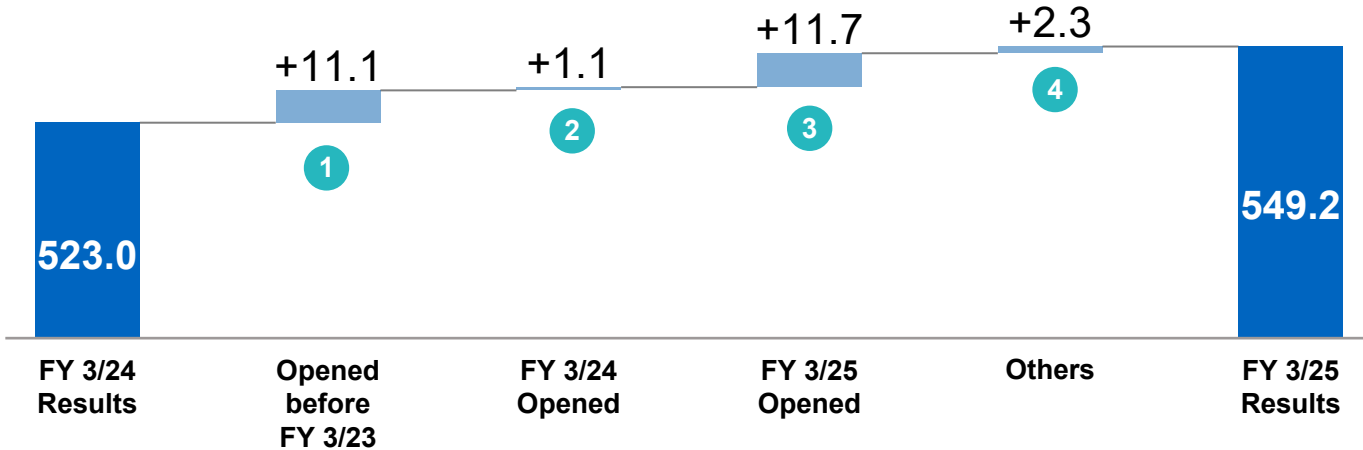 +11.1
+1.1
+11.7
+2.3
1
2
3
4
523.0
549.2
FY 3/24
Results
Opened
before
FY 3/23
FY 3/24
Opened
FY 3/25
Opened
Others
FY 3/25
Results